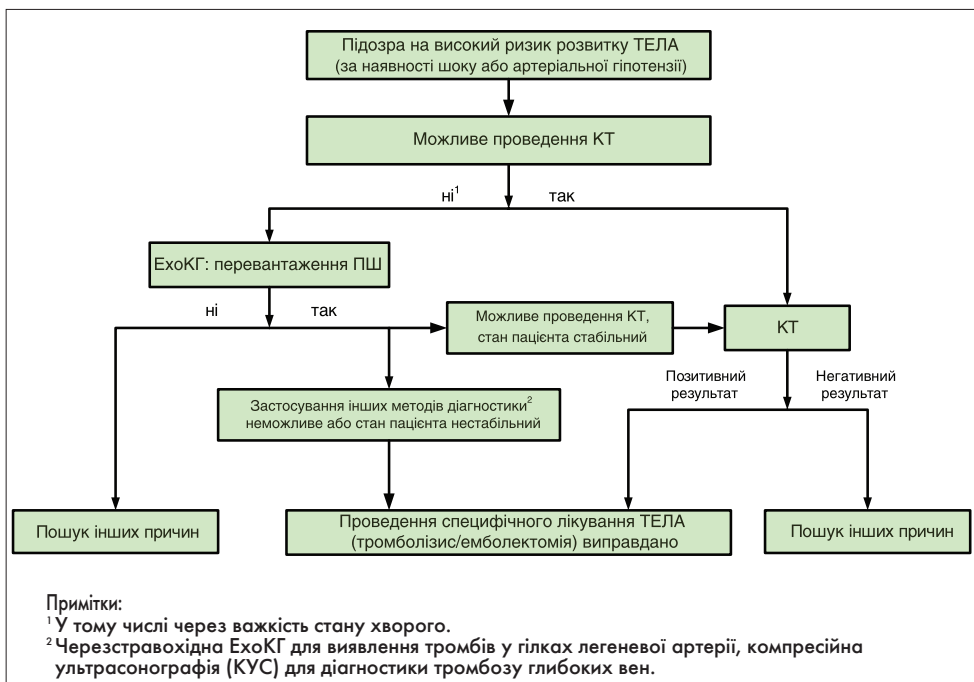 Підозра на високий ризик розвитку ТЕЛА
(за наявності шоку або артеріальної гіпотензії)
Можливе проведення КТ
ні¹
так
ЕхоКГ: перевантаження ПШ
ні
так
Можливе проведення КТ,
стан пацієнта стабільний
КТ
Позитивний
результат
Негативний
результат
Застосування інших методів діагностики²
неможливе або стан пацієнта нестабільний
Пошук інших причин
Проведення специфічного лікування ТЕЛА
(тромболізис/емболектомія) виправдано
Пошук інших причин
Примітки:
¹ У тому числі через важкість стану хворого.
² Черезстравохідна ЕхоКГ для виявлення тромбів у гілках легеневої артерії, компресійна
ультрасонографія (КУС) для діагностики тромбозу глибоких вен.